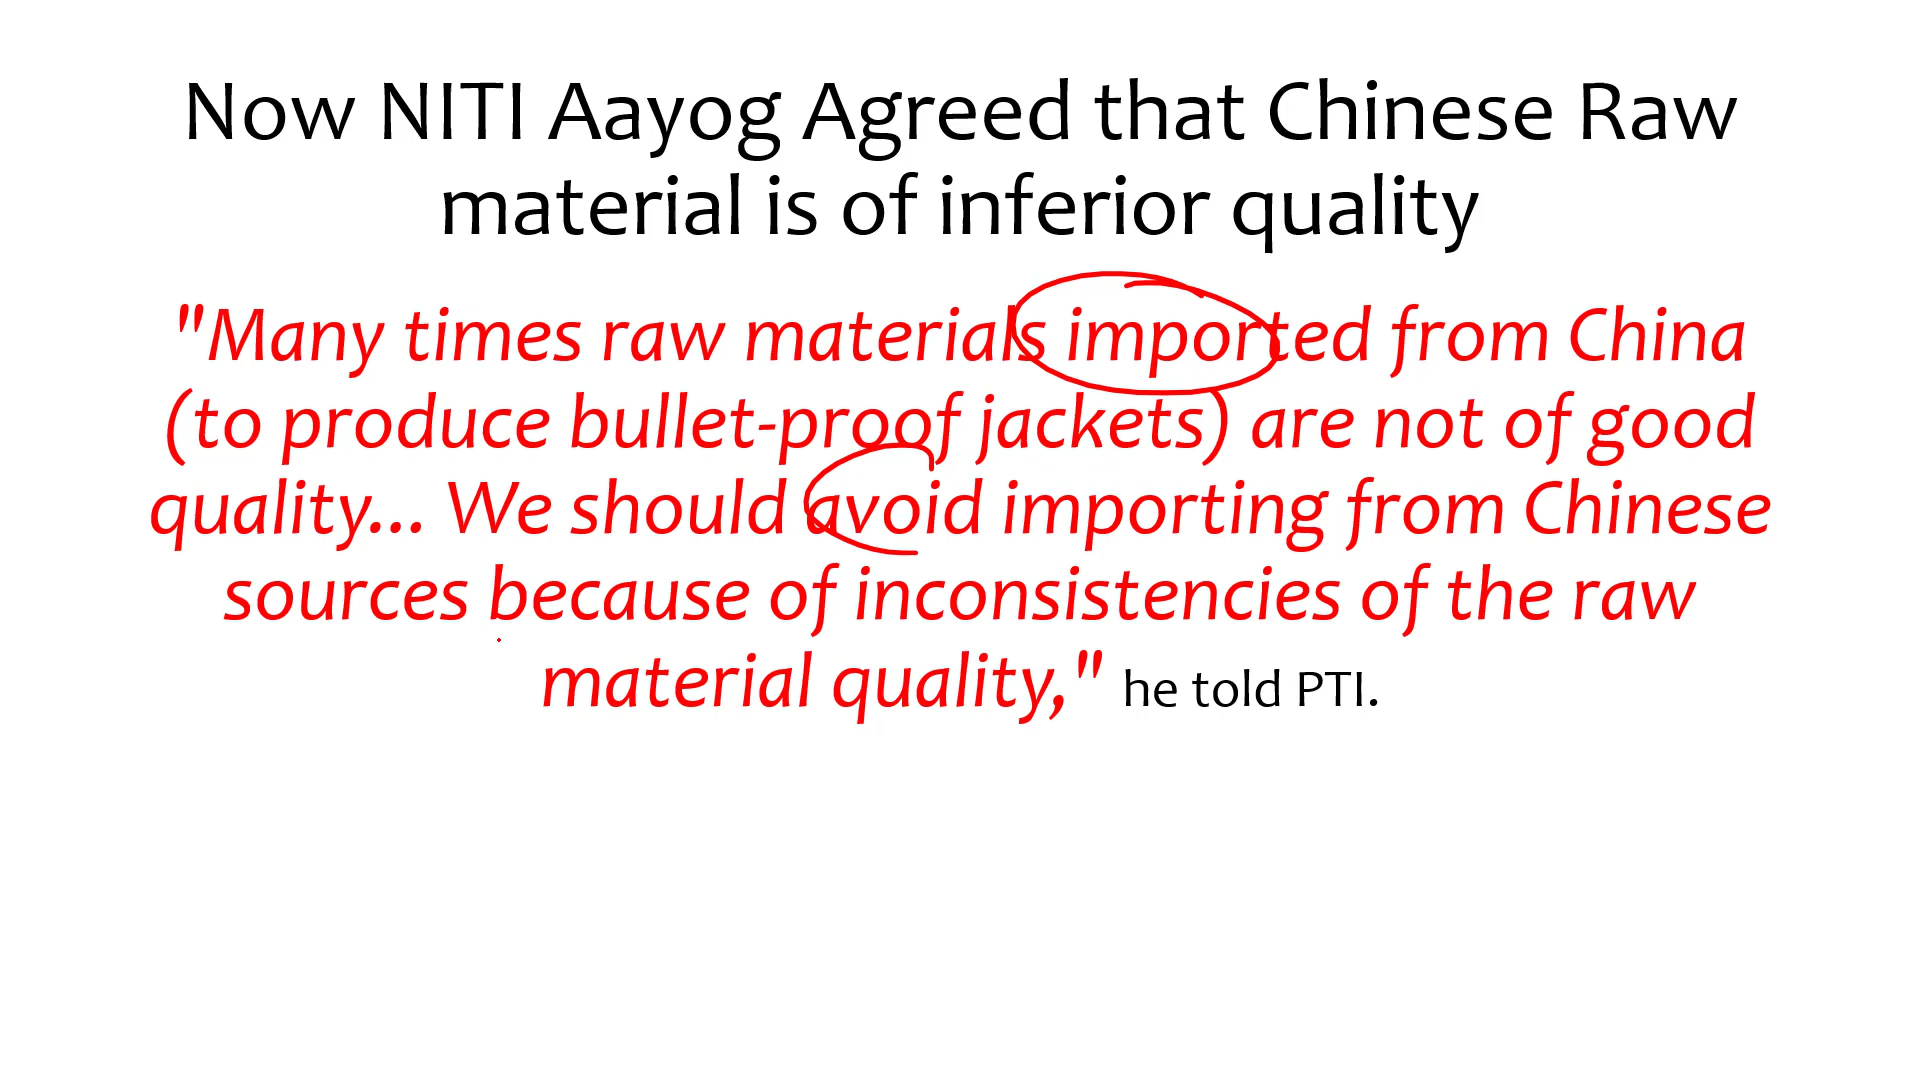 Now NITI Aayog Agreed that Chinese Raw
material is of inferior quality
"Many times raw materials imported from China
(to produce bullet-proof jackets) are not of good
quality... We should avoid importing from Chinese
sources because of inconsistencies of the raw
material quality," he told PTI.